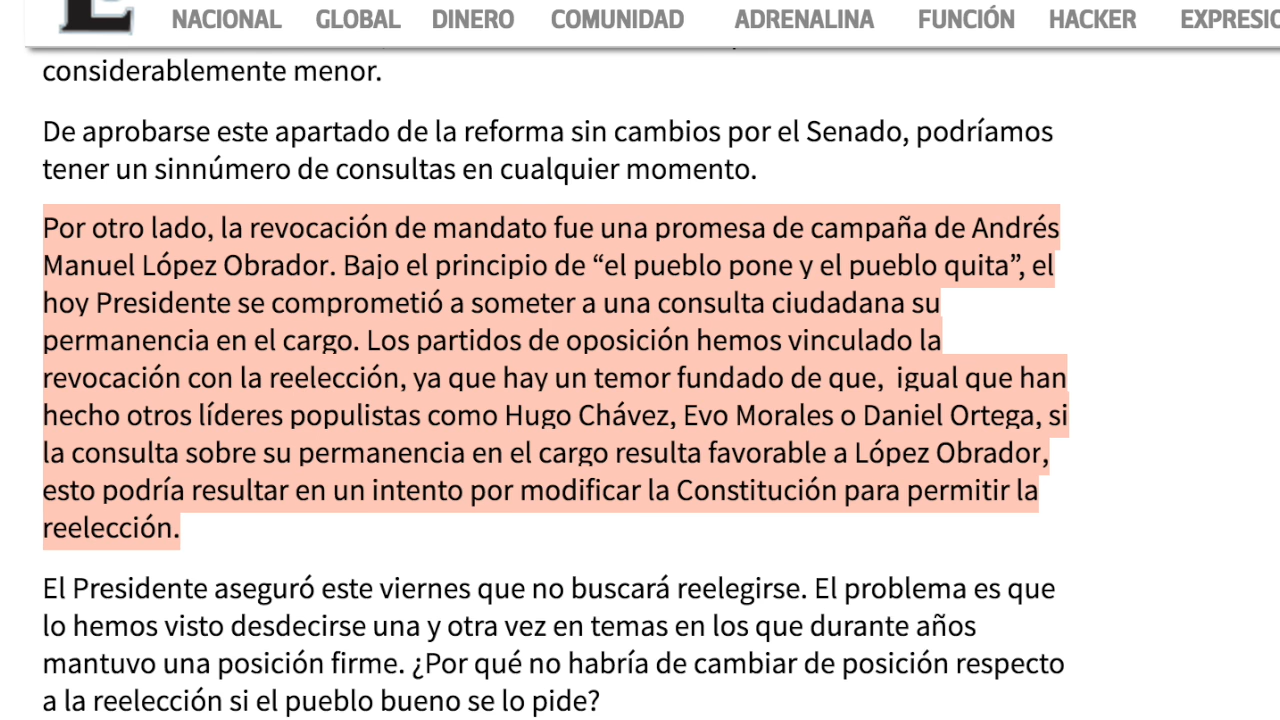 NACIONAL GLOBAL DINERO COMUNIDAD ADRENALINA FUNCIÓN HACKER
considerablemente menor.
De aprobarse este apartado de la reforma sin cambios por el Senado, podríamos
tener un sinnúmero de consultas en cualquier momento.
Por otro lado, la revocación de mandato fue una promesa de campaña de Andrés
Manuel López Obrador. Bajo el principio de “el pueblo pone y el pueblo quita”, el
hoy Presidente se comprometió a someter a una consulta ciudadana su
permanencia en el cargo. Los partidos de oposición hemos vinculado la
revocación con la reelección, ya que hay un temor fundado de que, igual que han
hecho otros líderes populistas como Hugo Chávez, Evo Morales o Daniel Ortega, si
la consulta sobre su permanencia en el cargo resulta favorable a López Obrador,
esto podría resultar en un intento por modificar la Constitución para permitir la
reelección.
El Presidente aseguró este viernes que no buscará reelegirse. El problema es que
lo hemos visto desdecirse una y otra vez en temas en los que durante años
mantuvo una posición firme. ¿Por qué no habría de cambiar de posición respecto
a la reelección si el pueblo bueno se lo pide?